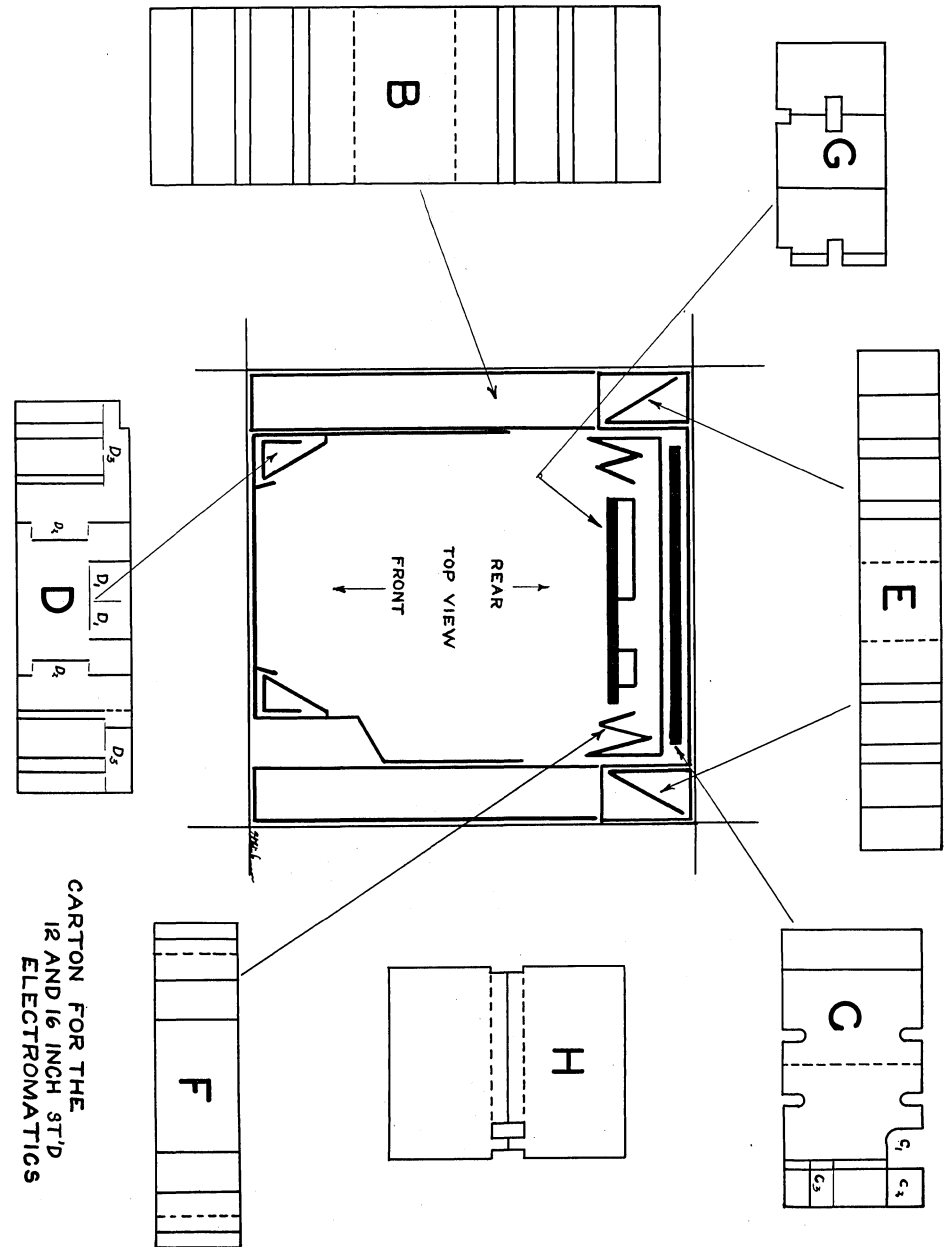 B
G
E
D
D3
D2
D1
D1
D2
D3
REAR
TOP VIEW
FRONT
C
C1
C2
C3
F
H
CARTON FOR THE
12 AND 16 INCH ST'D
ELECTROMATICS